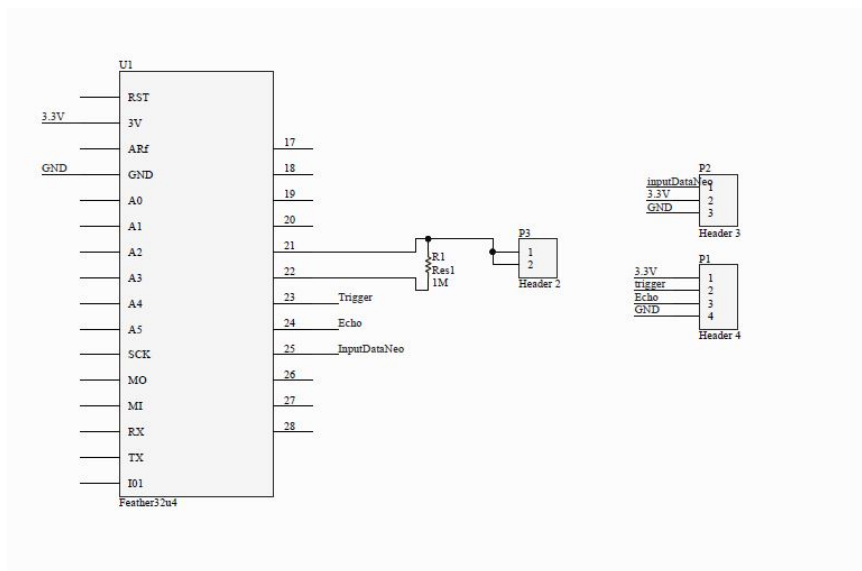 U1
RST
3.3V
3V
ARf
GND
GND
A0
A1
A2
A3
A4
A5
SCK
MO
MI
RX
TX
I01
Feather32u4
17
18
19
20
21
22
23
Trigger
24
Echo
25
InputDataNeo
26
27
28
R1
Res1
1M
P3
1
2
Header 2
P2
inputDataNeo
1
3.3V
2
GND
3
Header 3
P1
3.3V
1
trigger
2
Echo
3
GND
4
Header 4